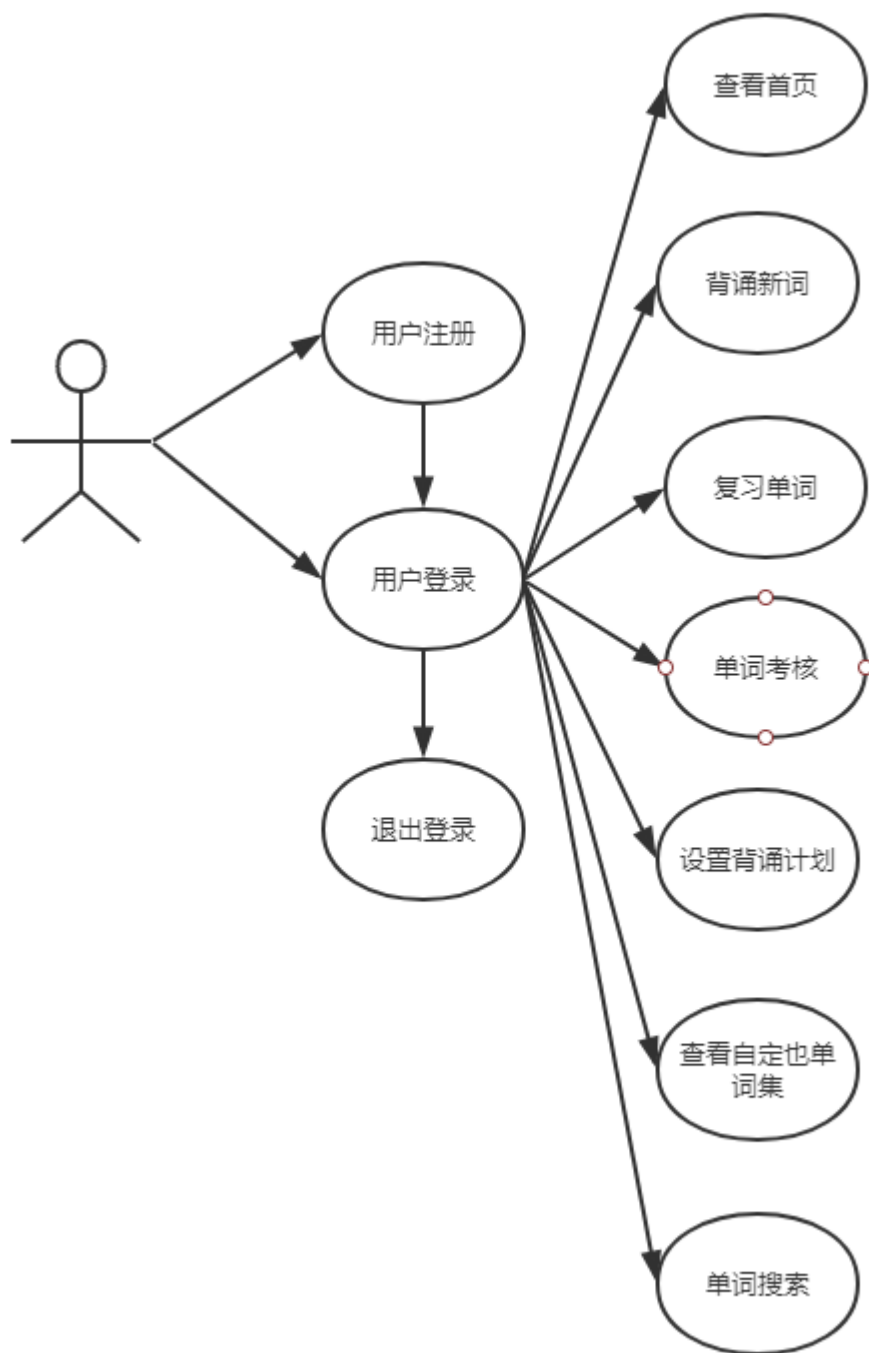 查看首页
背诵新词
用户注册
复习单词
用户登录
单词考核
退出登录
设置背诵计划
查看自定也单
词集
单词搜索